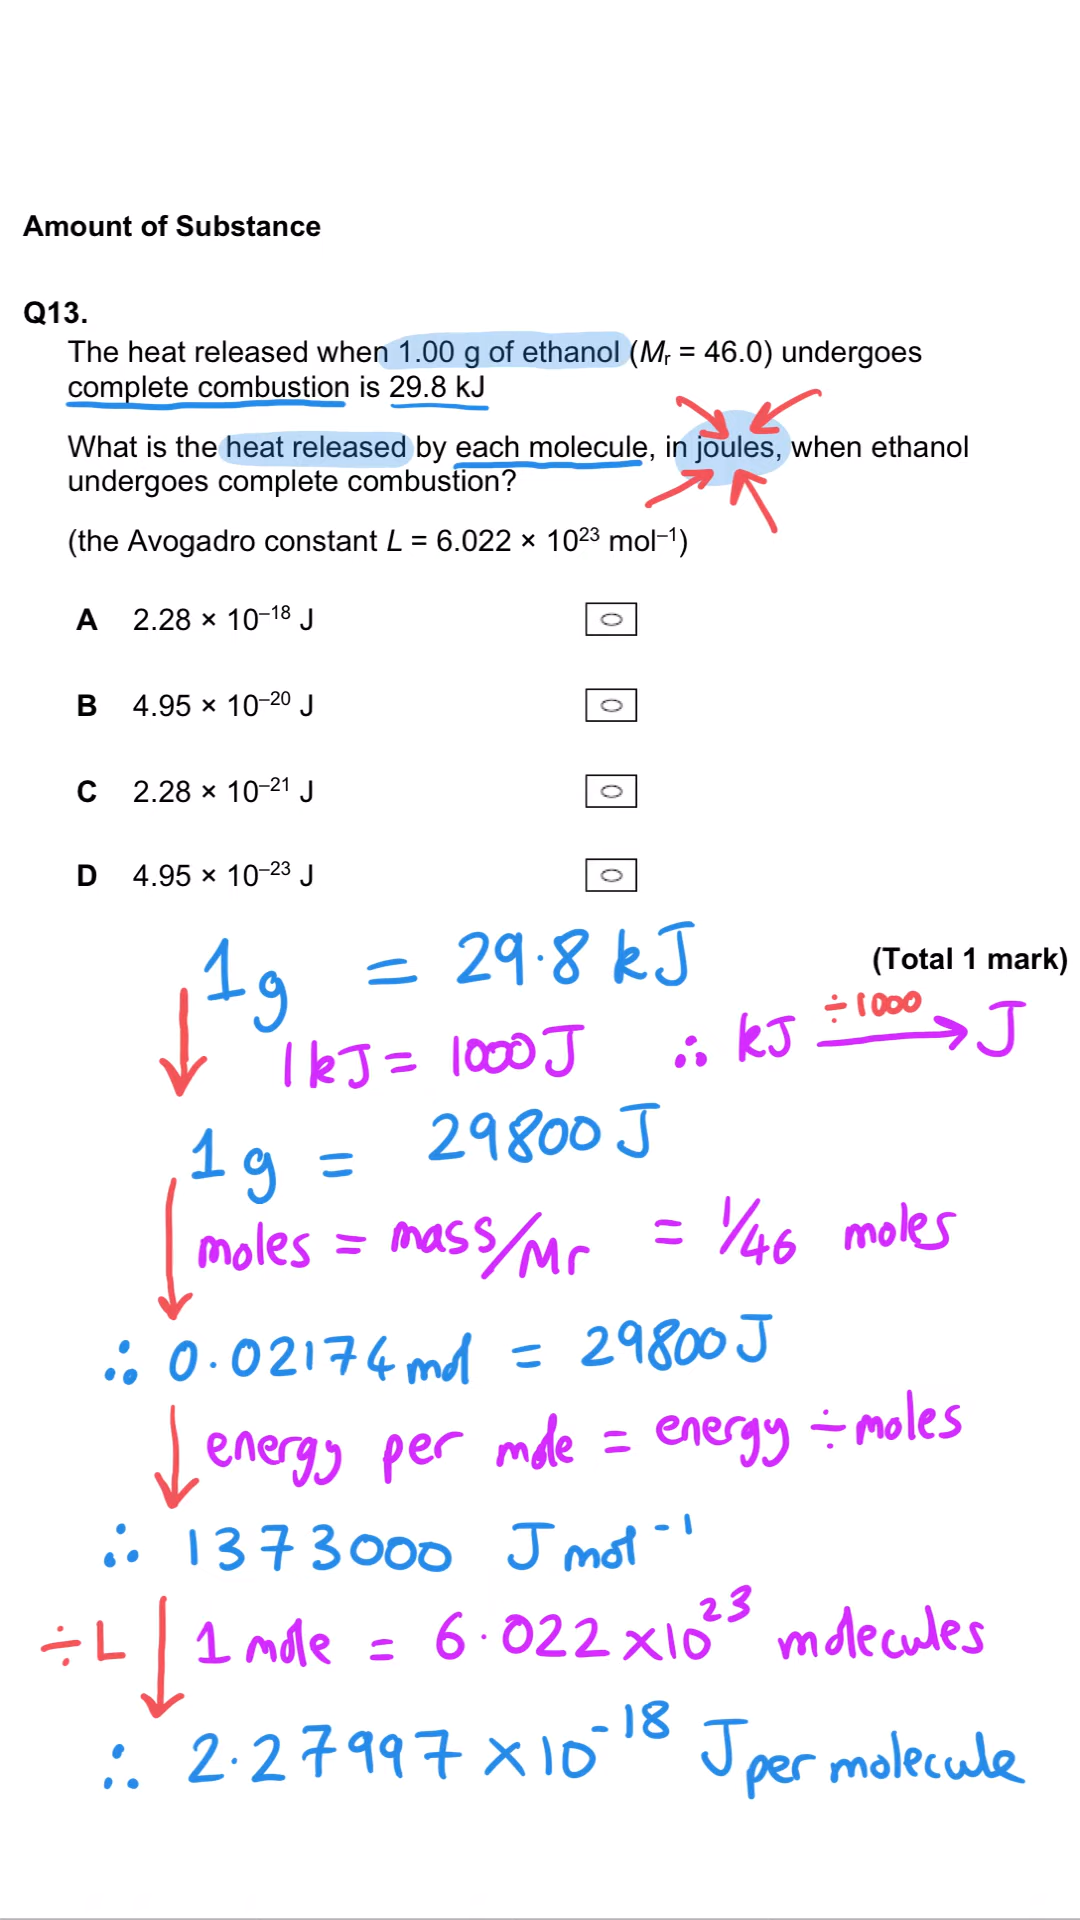 Amount of Substance
Q13.
The heat released when 1.00 g of ethanol (Mr = 46.0) undergoes
complete combustion is 29.8 kJ
What is the heat released by each molecule, in joules, when ethanol
undergoes complete combustion?
(the Avogadro constant L = 6.022 × 10²³ mol⁻¹)
A 2.28 × 10⁻¹⁸ J
B 4.95 × 10⁻²⁰ J
C 2.28 × 10⁻²¹ J
D 4.95 × 10⁻²³ J
(Total 1 mark)
1g = 29.8 kJ
1kJ = 1000J ∴ kJ ÷1000 → J
1g = 29800J
moles = mass/Mr = 1/46 moles
∴ 0.02174 mol = 29800J
energy per mole = energy ÷ moles
∴ 1373000 J mol⁻¹
÷L 1 mole = 6.022 ×10²³ molecules
∴ 2.27997 ×10⁻¹⁸ J per molecule